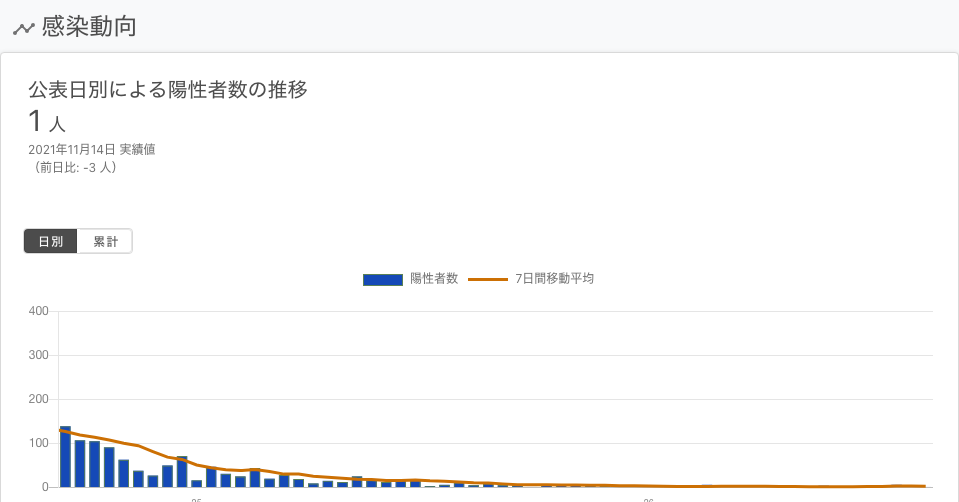 感染動向
公表日別による陽性者数の推移
1 人
2021年11月14日 実績値
（前日比: -3 人）
日別 累計
陽性者数 7日間移動平均
400
300
200
100
0